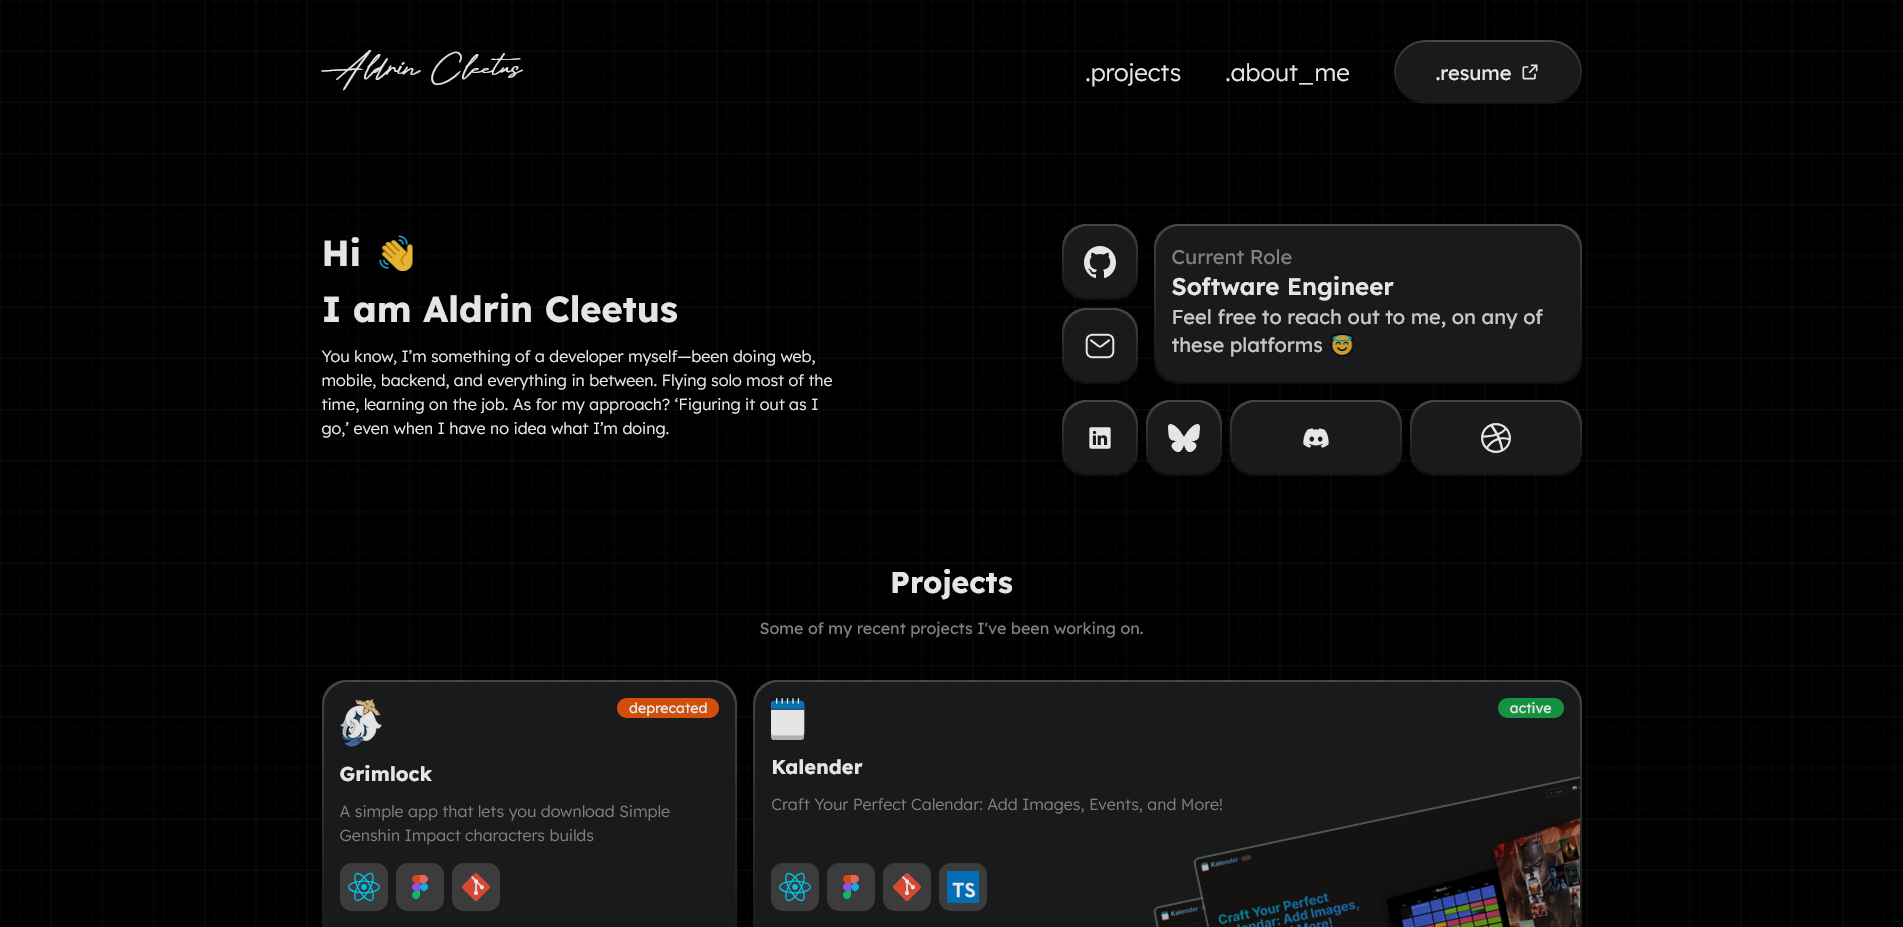 Aldrin Cleetus
.projects
.about_me
.resume
Hi 👋
I am Aldrin Cleetus
You know, I’m something of a developer myself—been doing web,
mobile, backend, and everything in between. Flying solo most of the
time, learning on the job. As for my approach? ‘Figuring it out as I
go,’ even when I have no idea what I’m doing.
Current Role
Software Engineer
Feel free to reach out to me, on any of
these platforms 😇
in
Projects
Some of my recent projects I've been working on.
deprecated
Grimlock
A simple app that lets you download Simple
Genshin Impact characters builds
active
Kalender
Craft Your Perfect Calendar: Add Images, Events, and More!
TS
Kalender
Kalender
Craft Your Perfect
Calendar: Add Images,